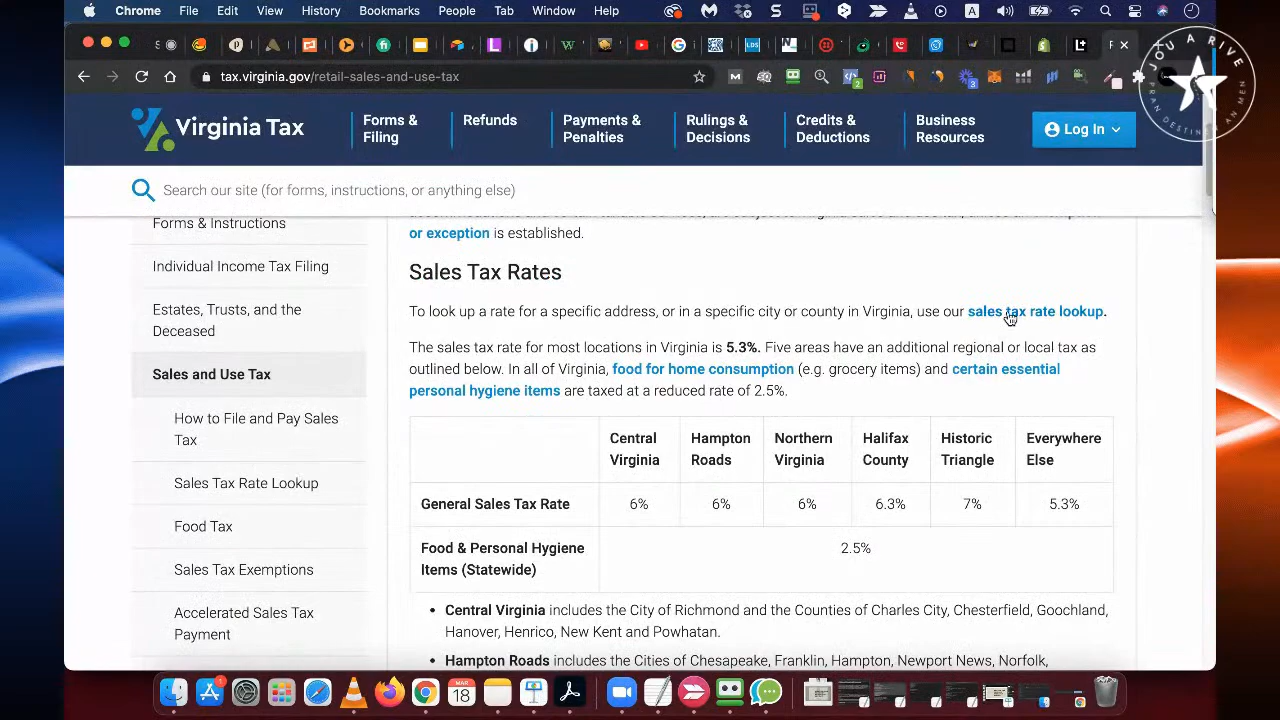 Chrome File Edit View History Bookmarks People Tab Window Help
tax.virginia.gov/retail-sales-and-use-tax
Virginia Tax
Forms & Filing
Refunds
Payments & Penalties
Rulings & Decisions
Credits & Deductions
Business Resources
Log In
Search our site (for forms, instructions, or anything else)
Forms & Instructions
Individual Income Tax Filing
Estates, Trusts, and the
Deceased
Sales and Use Tax
How to File and Pay Sales
Tax
Sales Tax Rate Lookup
Food Tax
Sales Tax Exemptions
Accelerated Sales Tax
Payment
or exception is established.
Sales Tax Rates
To look up a rate for a specific address, or in a specific city or county in Virginia, use our sales tax rate lookup.
The sales tax rate for most locations in Virginia is 5.3%. Five areas have an additional regional or local tax as
outlined below. In all of Virginia, food for home consumption (e.g. grocery items) and certain essential
personal hygiene items are taxed at a reduced rate of 2.5%.
Central Virginia
Hampton Roads
Northern Virginia
Halifax County
Historic Triangle
Everywhere Else
General Sales Tax Rate 6% 6% 6% 6.3% 7% 5.3%
Food & Personal Hygiene
Items (Statewide)
2.5%
• Central Virginia includes the City of Richmond and the Counties of Charles City, Chesterfield, Goochland,
Hanover, Henrico, New Kent and Powhatan.
• Hampton Roads includes the Cities of Chesapeake, Franklin, Hampton, Newport News, Norfolk,
JOU A RIVE
PRAN DESTINE AN MEN
MAR
18